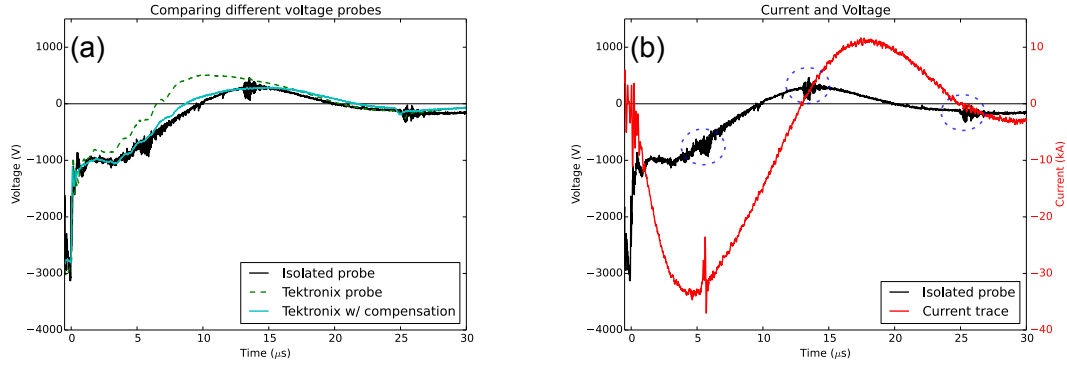 Comparing different voltage probes
(a)
1000
500
0
−1000
−2000
−3000
−4000
Voltage (V)
0
5
10
15
20
25
30
Time (μs)
Isolated probe
Tektronix probe
Tektronix w/ compensation
Current and Voltage
(b)
1000
0
−1000
−2000
−3000
−4000
Voltage (V)
10
0
−10
−20
−30
−40
Current (kA)
0
5
10
15
20
25
30
Time (μs)
Isolated probe
Current trace